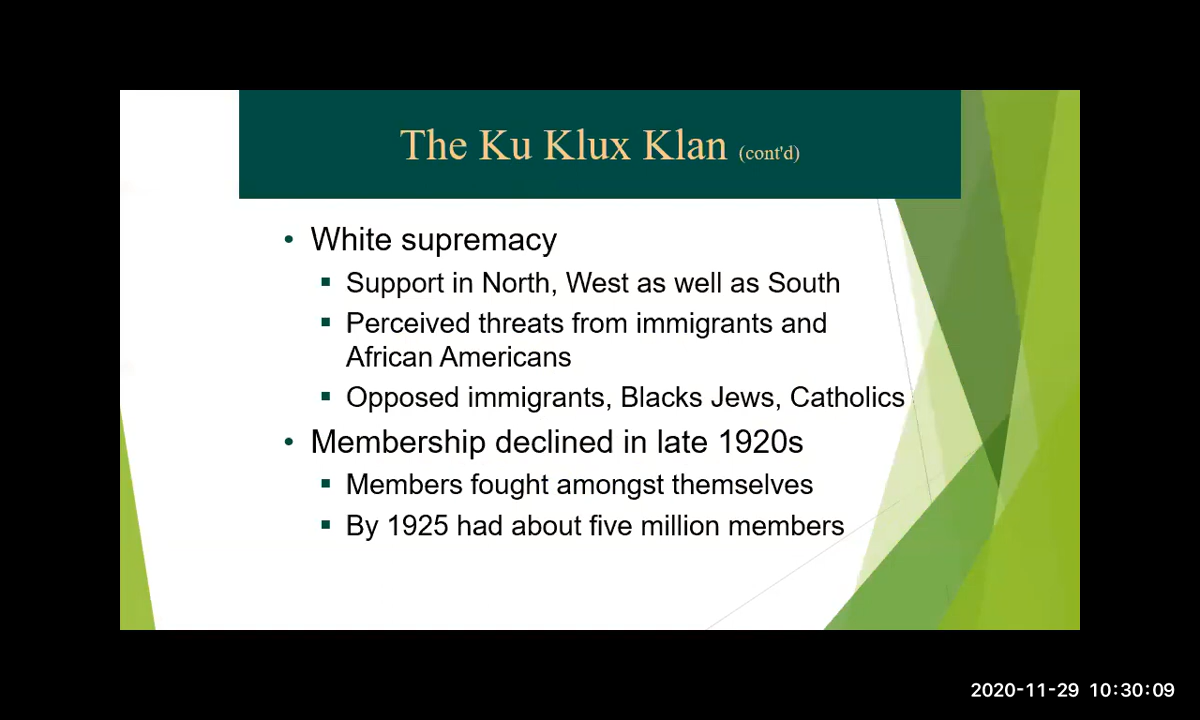 The Ku Klux Klan (cont'd)
• White supremacy
▪ Support in North, West as well as South
▪ Perceived threats from immigrants and
African Americans
▪ Opposed immigrants, Blacks Jews, Catholics
• Membership declined in late 1920s
▪ Members fought amongst themselves
▪ By 1925 had about five million members
2020-11-29 10:30:09